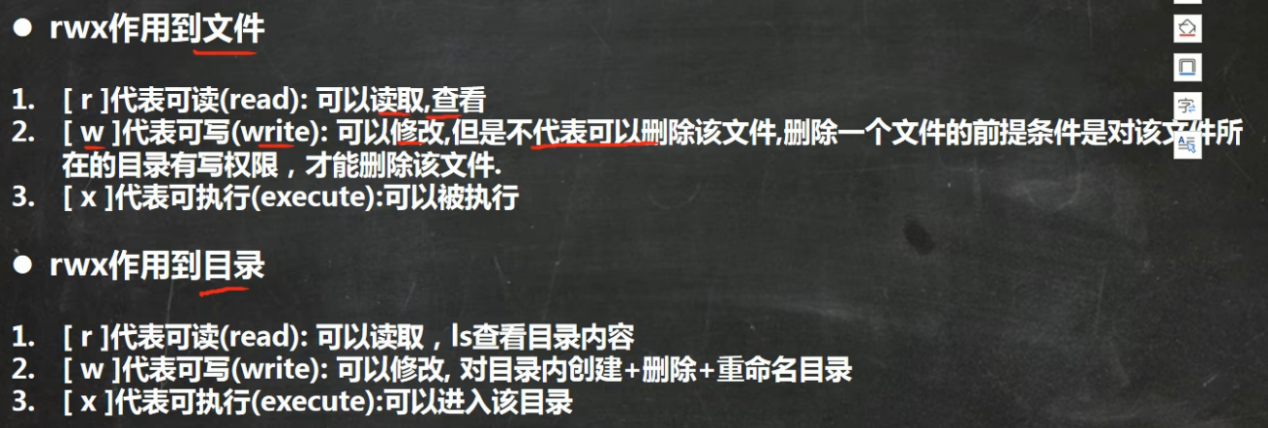 ● rwx作用到文件
1. [ r ]代表可读(read): 可以读取,查看
2. [ w ]代表可写(write): 可以修改,但是不代表可以删除该文件,删除一个文件的前提条件是对该文件所
在的目录有写权限，才能删除该文件.
3. [ x ]代表可执行(execute):可以被执行
● rwx作用到目录
1. [ r ]代表可读(read): 可以读取，ls查看目录内容
2. [ w ]代表可写(write): 可以修改, 对目录内创建+删除+重命名目录
3. [ x ]代表可执行(execute):可以进入该目录
字